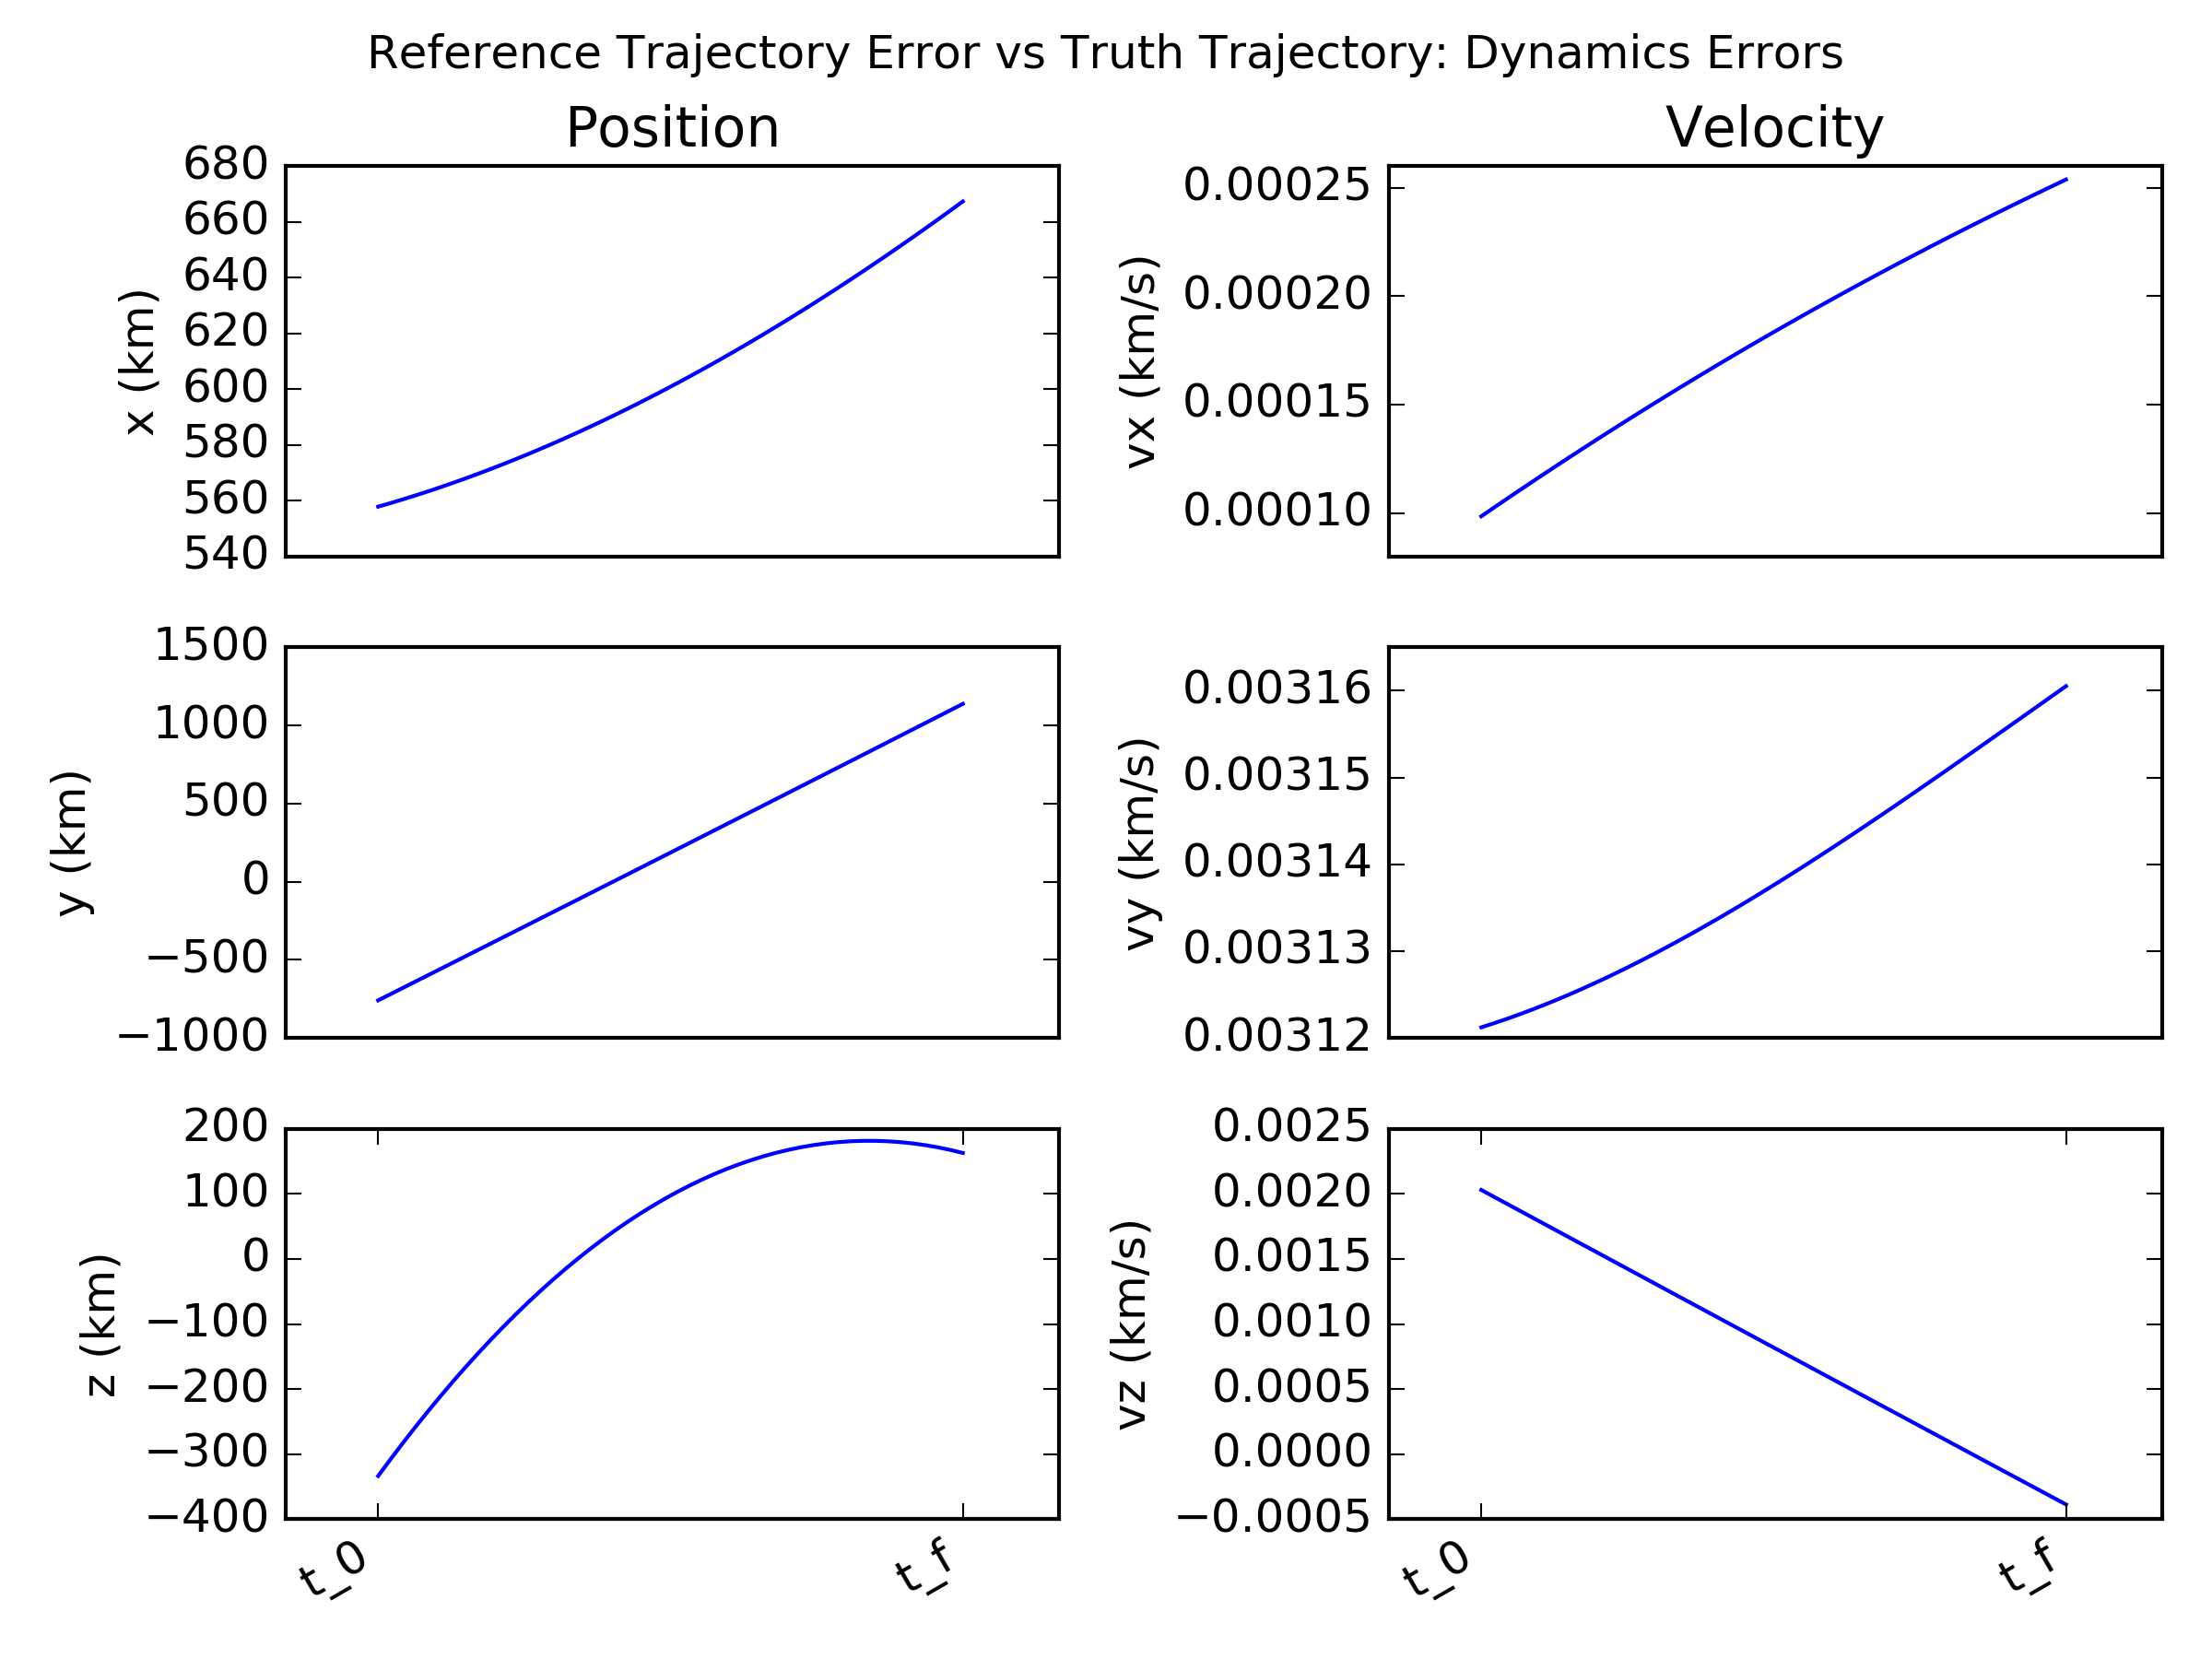 Reference Trajectory Error vs Truth Trajectory: Dynamics Errors
Position
Velocity
x (km)
680
660
640
620
600
580
560
540
vx (km/s)
0.00025
0.00020
0.00015
0.00010
y (km)
1500
1000
500
0
−500
−1000
vy (km/s)
0.00316
0.00315
0.00314
0.00313
0.00312
z (km)
200
100
0
−100
−200
−300
−400
t_0
t_f
vz (km/s)
0.0025
0.0020
0.0015
0.0010
0.0005
0.0000
−0.0005
t_0
t_f